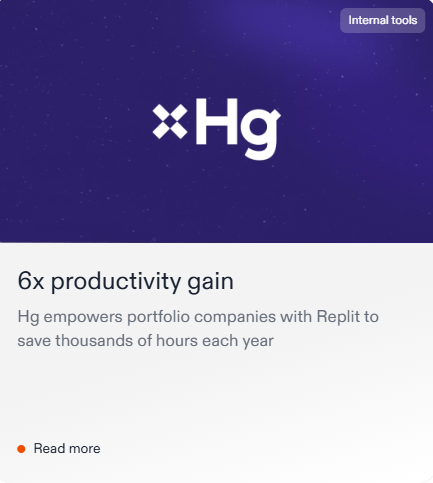 Internal tools
Hg
6x productivity gain
Hg empowers portfolio companies with Replit to
save thousands of hours each year
Read more